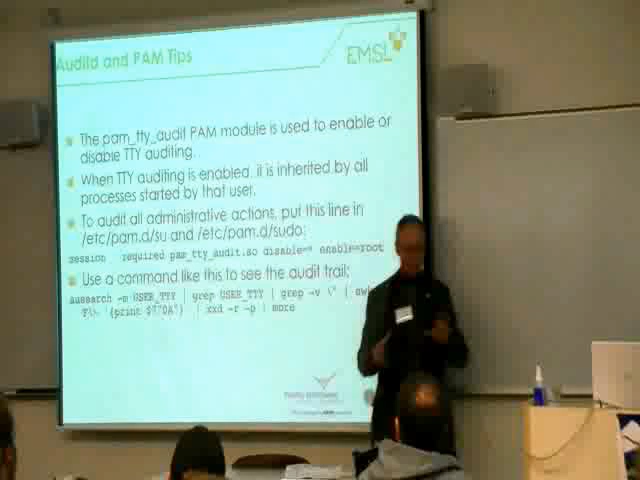 Auditd and PAM Tips
EMSL
The pam_tty_audit PAM module is used to enable or
disable TTY auditing.
When TTY auditing is enabled, it is inherited by all
processes started by that user.
To audit all administrative actions, put this line in
/etc/pam.d/su and /etc/pam.d/sudo:
session required pam_tty_audit.so disable=* enable=root
Use a command like this to see the audit trail:
ausearch -m USER_TTY | grep USER_TTY | grep -v \" |
{print $ | xxd -r -p | more